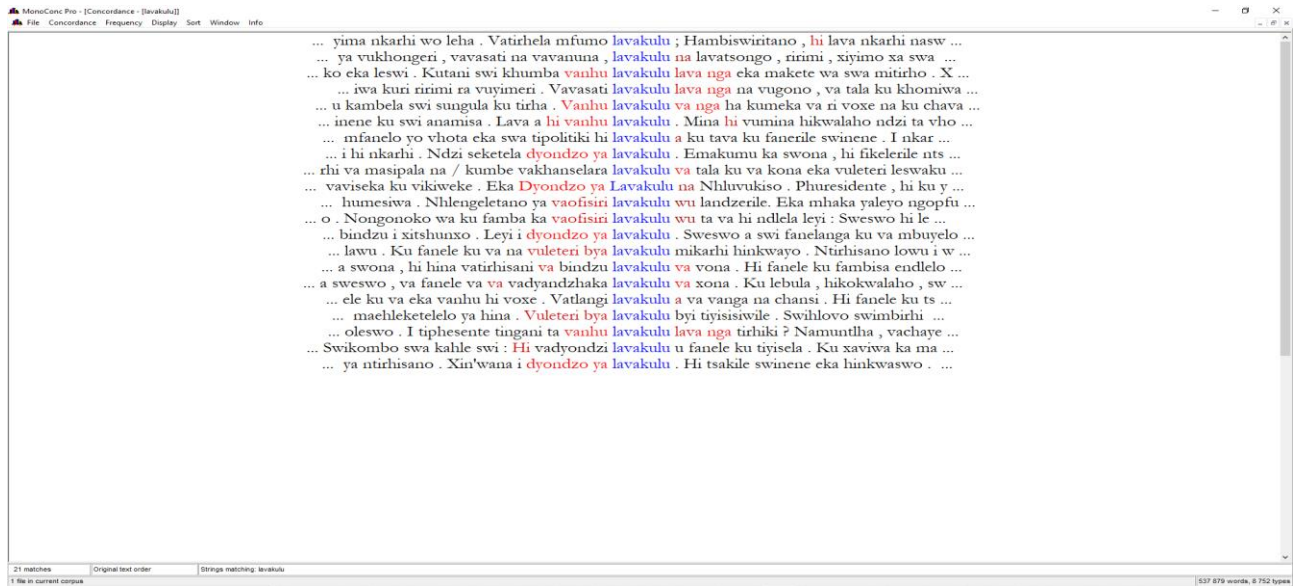 MonoConc Pro - [Concordance - [lavakulu]]
File Concordance Frequency Display Sort Window Info
... yima nkarhi wo leha . Vatirhela mfumo lavakulu ; Hambiswiritano , hi lava nkarhi nasw ...
... ya vukhongeri , vavasati na vavanuna , lavakulu na lavatsongo , ririmi , xiyimo xa swa ...
... ko eka leswi . Kutani swi khumba vanhu lavakulu lava nga eka makete wa swa mitirho . X ...
... iwa kuri ririmi ra vuyimeri . Vavasati lavakulu lava nga na vugono , va tala ku khomiwa ...
... u kambela swi sungula ku tirha . Vanhu lavakulu va nga ha kumeka va ri voxe na ku chava ...
... inene ku swi anamisa . Lava a hi vanhu lavakulu . Mina hi vumina hikwalaho ndzi ta vho ...
... mfanelo yo vhota eka swa tipolitiki hi lavakulu a ku tava ku fanerile swinene . I nkar ...
... i hi nkarhi . Ndzi seketela dyondzo ya lavakulu . Emakumu ka swona , hi fikelerile nts ...
... rhi va masipala na / kumbe vakhanselara lavakulu va tala ku va kona eka vuleteri leswaku ...
... vaviseka ku vikiweke . Eka Dyondzo ya Lavakulu na Nhluvukiso . Phuresidente , hi ku y ...
... humesiwa . Nhlengeletano ya vaofisiri lavakulu wu landzerile. Eka mhaka yaleyo ngopfu ...
... o . Nongonoko wa ku famba ka vaofisiri lavakulu wu ta va hi ndlela leyi : Sweswo hi le ...
... bindzu i xitshunxo . Leyi i dyondzo ya lavakulu . Sweswo a swi fanelanga ku va mbuyelo ...
... lawu . Ku fanele ku va na vuleteri bya lavakulu mikarhi hinkwayo . Ntirhisano lowu i w ...
... a swona , hi hina vatirhisani va bindzu lavakulu va vona . Hi fanele ku fambisa endlelo ...
... a sweswo , va fanele va va vadyandzhaka lavakulu va xona . Ku lebula , hikokwalaho , sw ...
... ele ku va eka vanhu hi voxe . Vatlangi lavakulu a va vanga na chansi . Hi fanele ku ts ...
... maehleketelelo ya hina . Vuleteri bya lavakulu byi tiyisisiwile . Swihlovo swimbirhi ...
... oleswo . I tiphesente tingani ta vanhu lavakulu lava nga tirhiki ? Namuntlha , vachaye ...
... Swikombo swa kahle swi : Hi vadyondzi lavakulu u fanele ku tiyisela . Ku xaviwa ka ma ...
... ya ntirhisano . Xin'wana i dyondzo ya lavakulu . Hi tsakile swinene eka hinkwaswo . ...
21 matches Original text order Strings matching: lavakulu
1 file in current corpus 537 879 words, 8 752 types